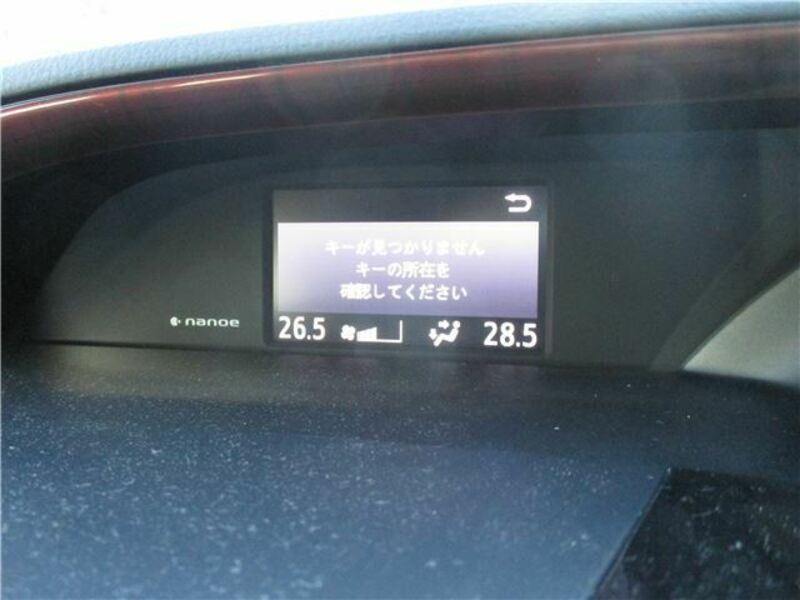 キーが見つかりません
キーの所在を
確認してください
nanoe
26.5
28.5